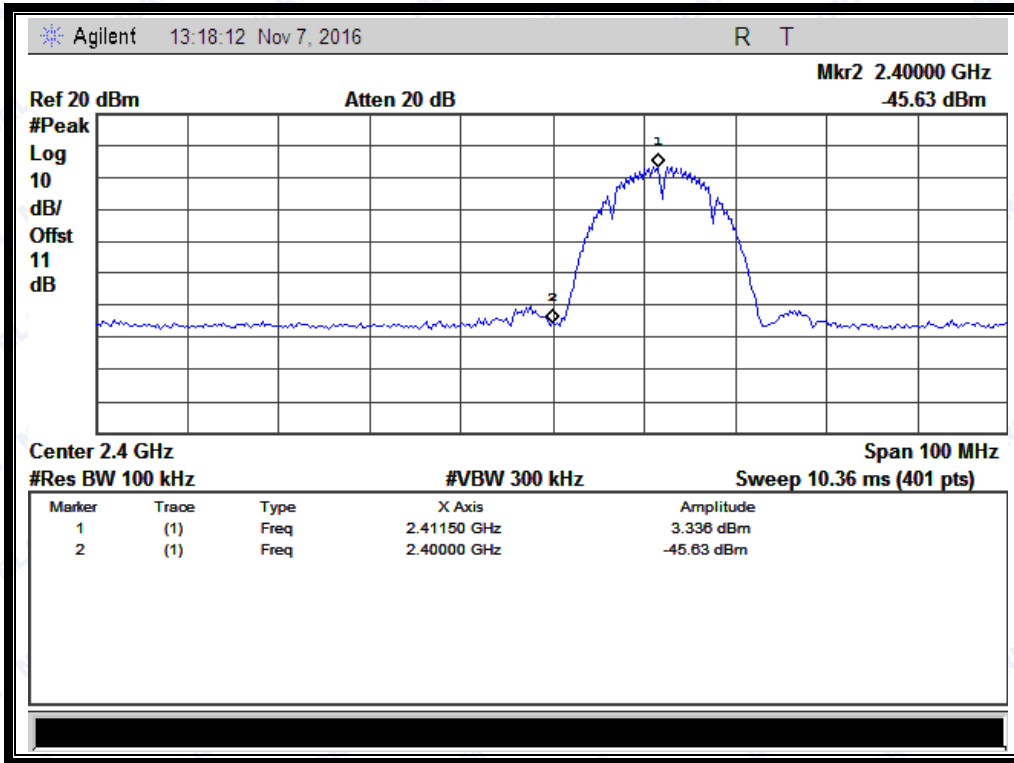 Agilent 13:18:12 Nov 7, 2016 R T
Mkr2 2.40000 GHz
Ref 20 dBm Atten 20 dB -45.63 dBm
#Peak
Log
10
dB/
Offst
11
dB
1
2
Center 2.4 GHz Span 100 MHz
#Res BW 100 kHz #VBW 300 kHz Sweep 10.36 ms (401 pts)
Marker Trace Type X Axis Amplitude
1 (1) Freq 2.41150 GHz 3.336 dBm
2 (1) Freq 2.40000 GHz -45.63 dBm